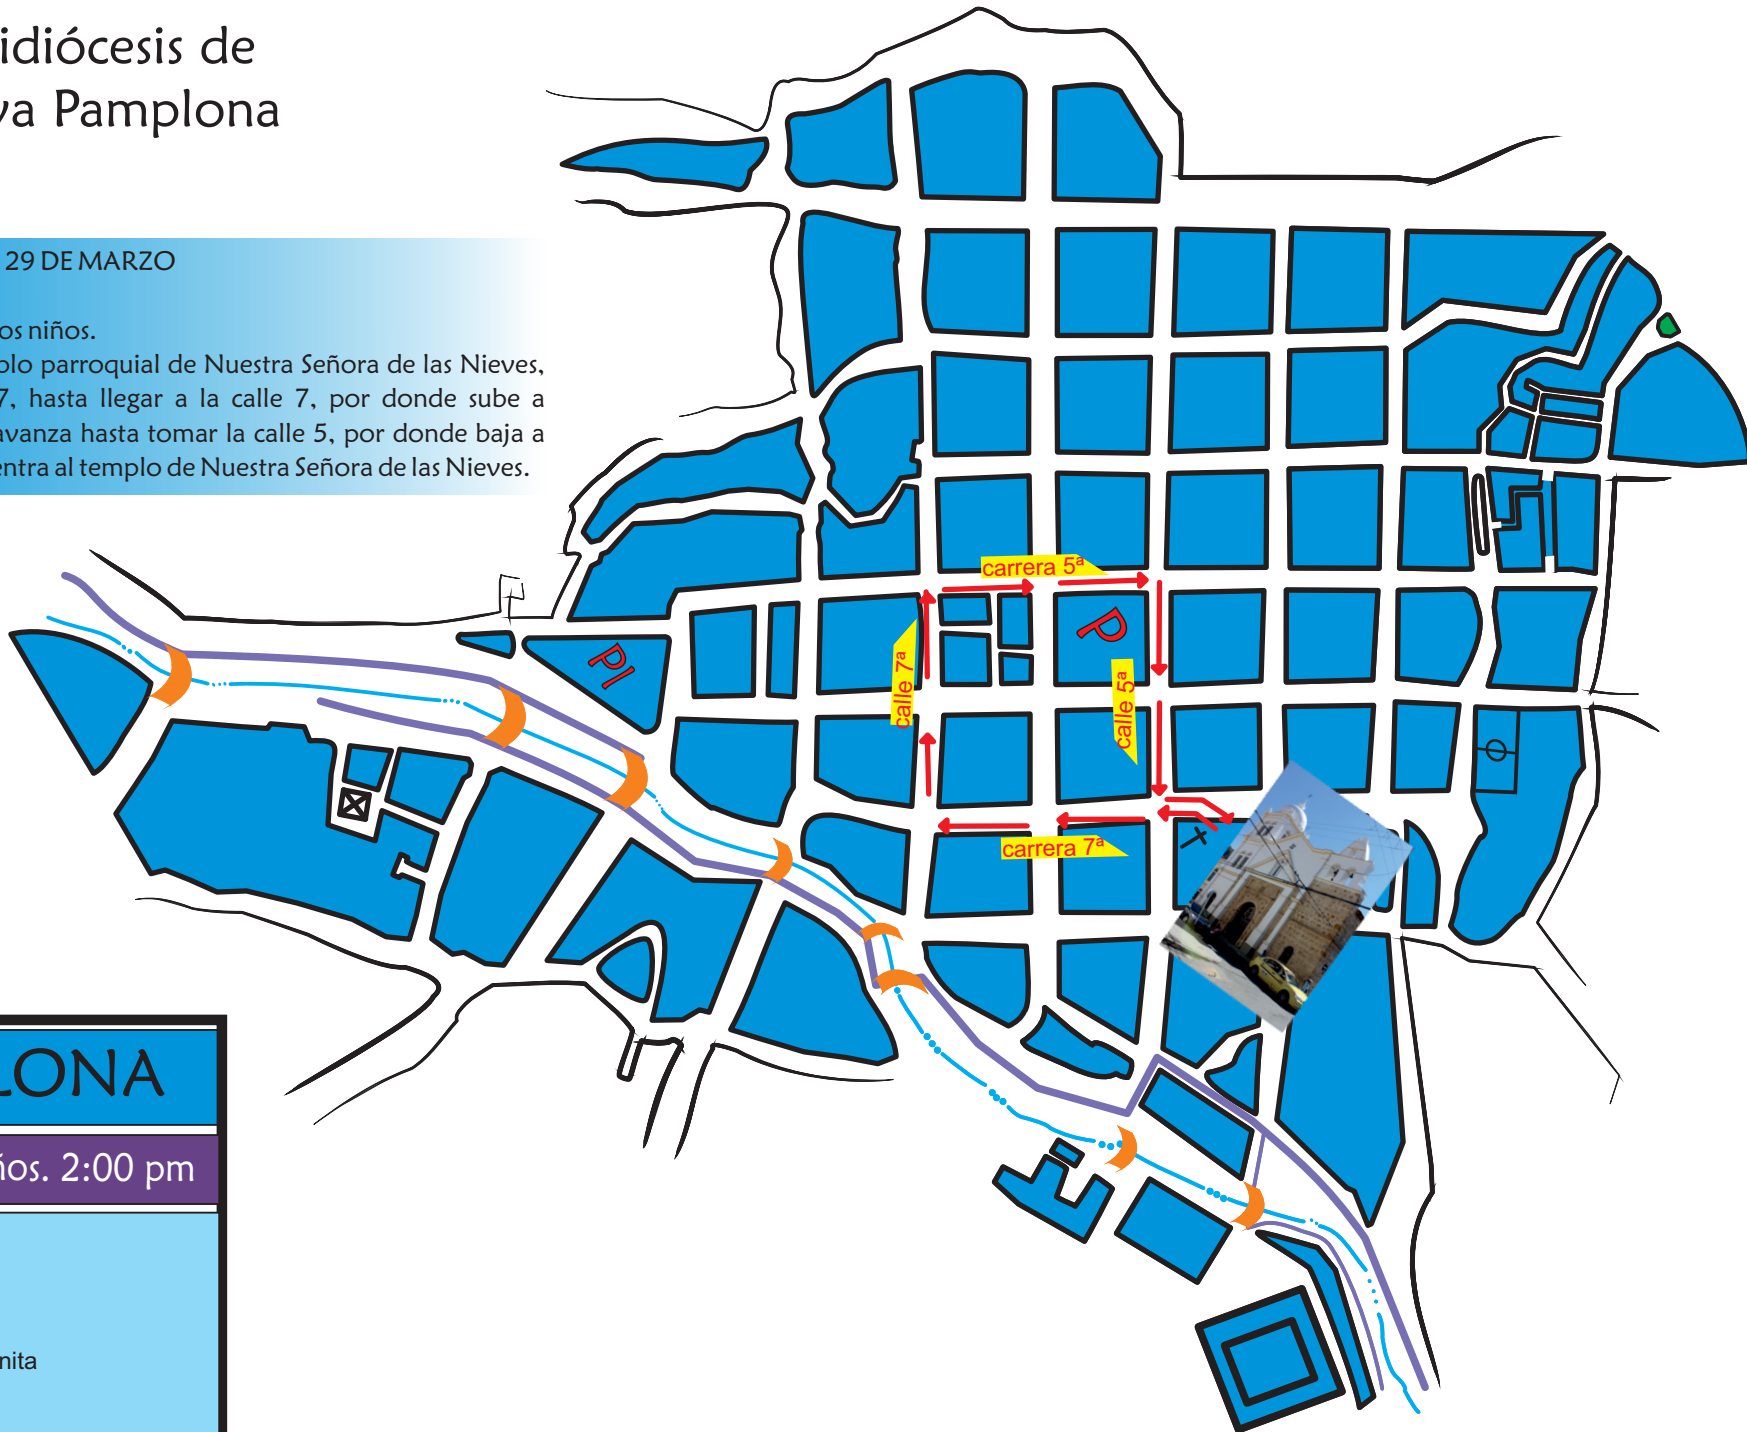 idiócesis de
va Pamplona
29 DE MARZO
os niños.
olo parroquial de Nuestra Señora de las Nieves,
7, hasta llegar a la calle 7, por donde sube a
avanza hasta tomar la calle 5, por donde baja a
entra al templo de Nuestra Señora de las Nieves.
carrera 5ª
P
PI
calle 7ª
calle 5ª
carrera 7ª
LONA
ños. 2:00 pm
nita